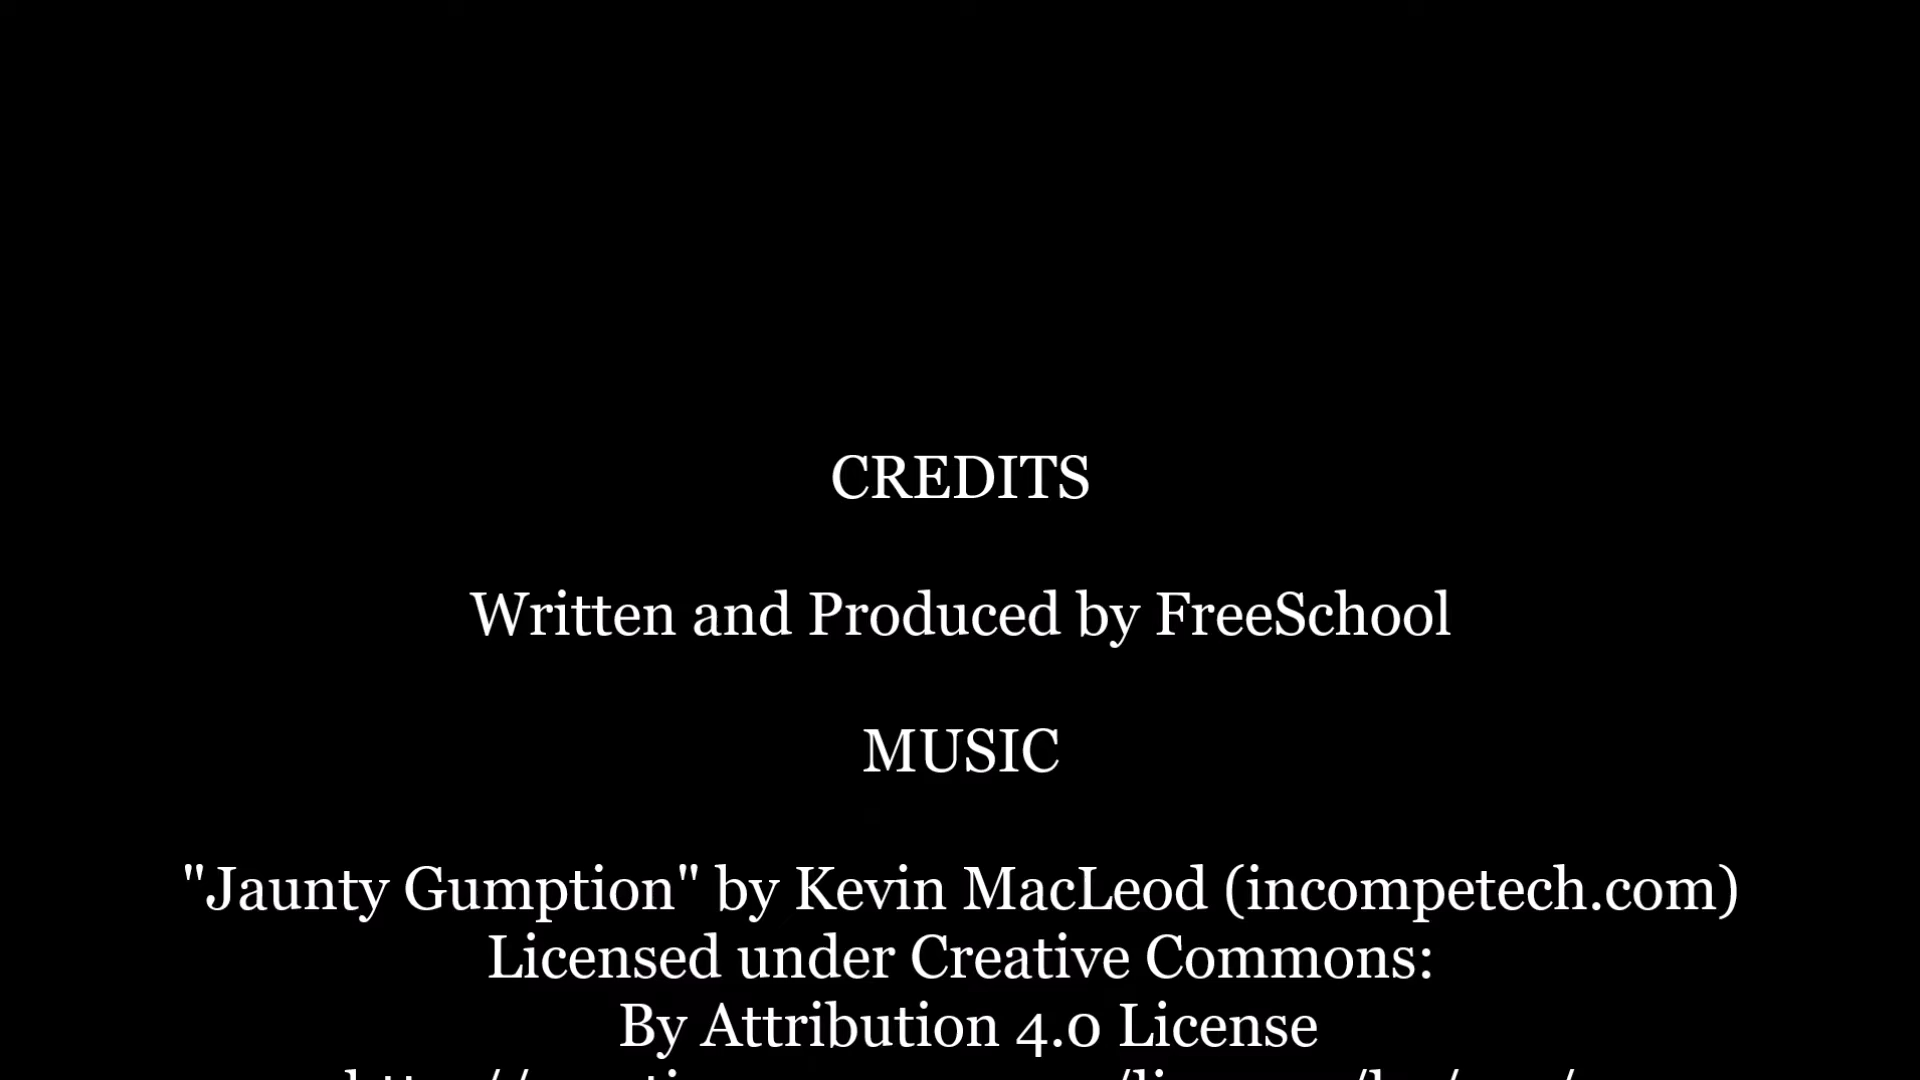 CREDITS
Written and Produced by FreeSchool
MUSIC
"Jaunty Gumption" by Kevin MacLeod (incompetech.com)
Licensed under Creative Commons:
By Attribution 4.0 License